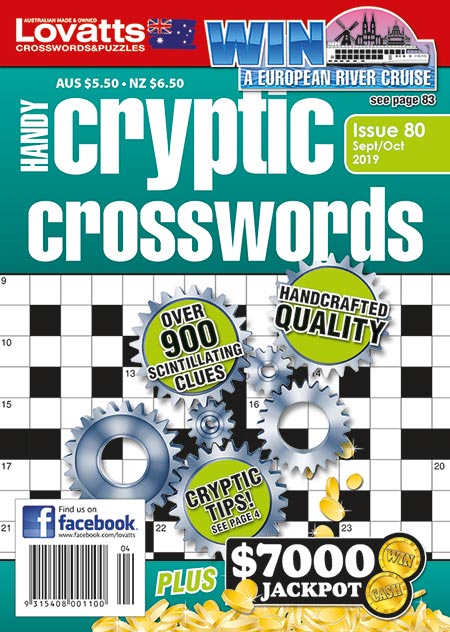 AUSTRALIAN MADE & OWNED
Lovatts
CROSSWORDS&PUZZLES
WIN
A EUROPEAN RIVER CRUISE
see page 83
AUS $5.50 • NZ $6.50
HANDY
cryptic
crosswords
Issue 80
Sept/Oct
2019
9
10
15
16
17
20
21
23
OVER
900
SCINTILLATING
CLUES
HANDCRAFTED
QUALITY
CRYPTIC
TIPS!
SEE PAGE 4
Find us on
facebook.
www.facebook.com/lovatts
04
9 315408 001100
PLUS
$7000
JACKPOT
WIN
CASH